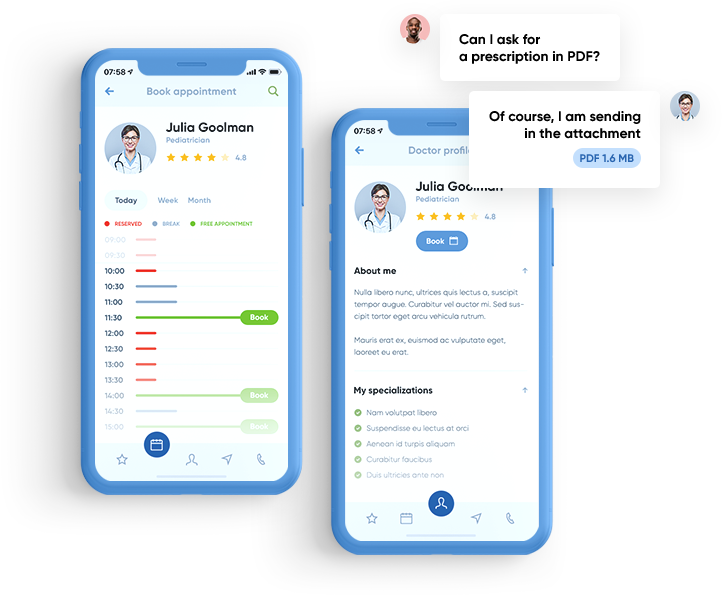 07:58
Book appointment
Julia Goolman
Pediatrician
4.8
Today Week Month
RESERVED BREAK FREE APPOINTMENT
09:00
09:30
10:00
10:30
11:00
11:30 Book
12:00
12:30
13:00
13:30
14:00 Book
14:30
15:00 Book
Can I ask for
a prescription in PDF?
Of course, I am sending
in the attachment
PDF 1.6 MB
07:58
Doctor profile
Julia Goolman
Pediatrician
4.8
Book
About me
Nulla libero nunc, ultrices quis lectus a, suscipit
tempor augue. Curabitur vel auctor mi. Sed sus-
cipit tortor eget arcu vehicula rutrum.
Mauris erat ex, euismod ac vulputate eget,
laoreet eu erat.
My specializations
Nam volutpat libero
Suspendisse eu lectus at orci
Aenean id turpis aliquam
Curabitur faucibus
Duis ultricies ante non